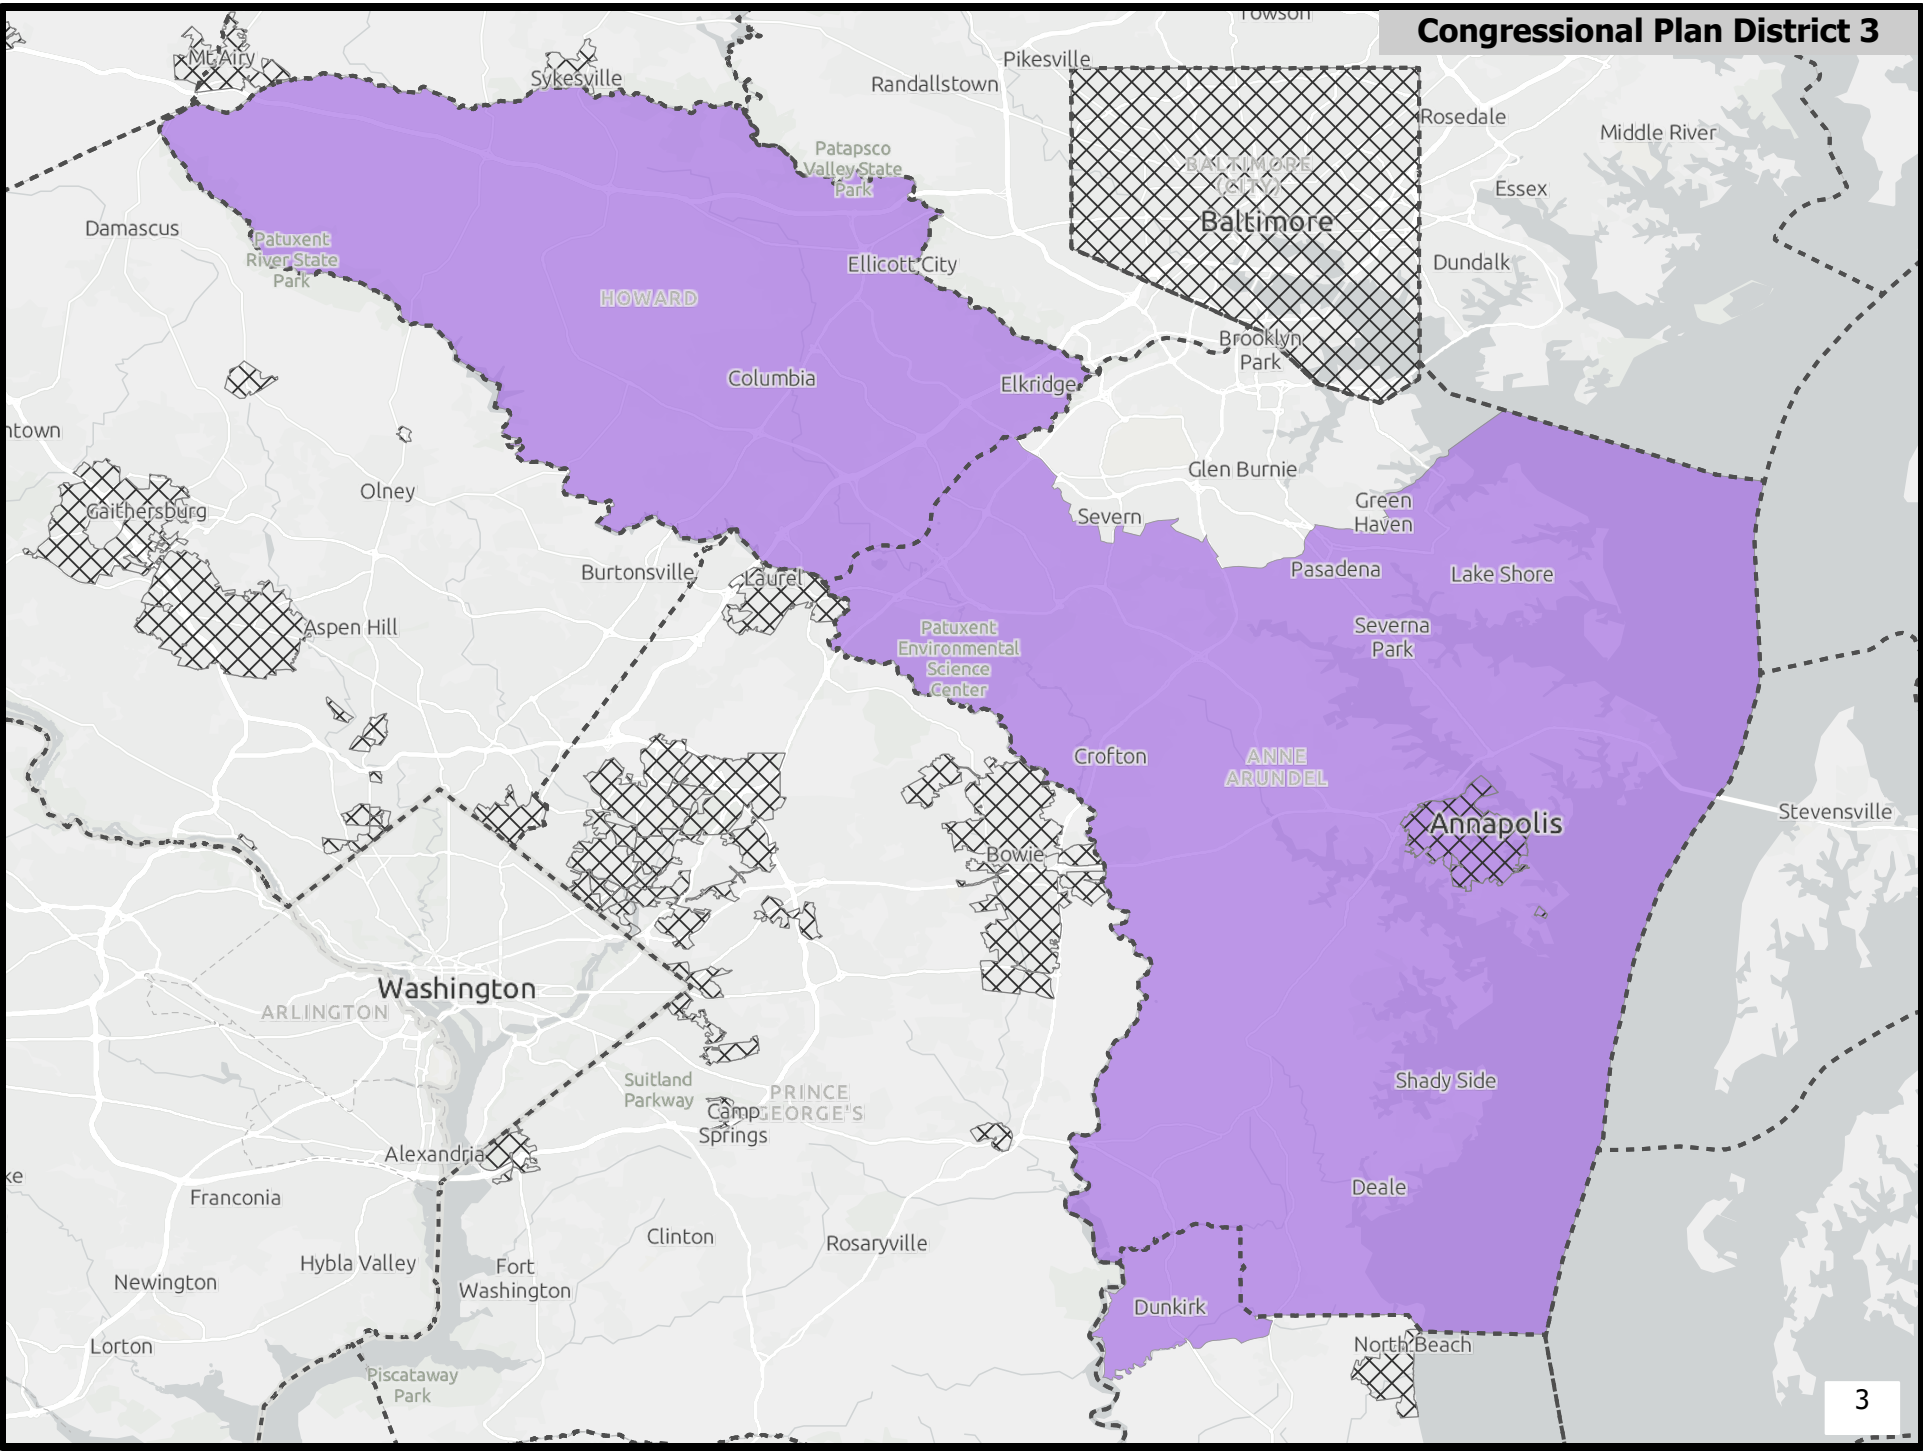 Towson
Congressional Plan District 3
Mt Airy
Sykesville
Pikesville
Randallstown
Rosedale
Middle River
Patapsco
Valley State
Park
BALTIMORE
(CITY)
Essex
Baltimore
Damascus
Patuxent
River State
Park
Ellicott City
Dundalk
HOWARD
Brooklyn
Park
Columbia
Elkridge
ntown
Glen Burnie
Olney
Gaithersburg
Green
Haven
Severn
Burtonsville
Laurel
Pasadena
Lake Shore
Aspen Hill
Patuxent
Environmental
Science
Center
Severna
Park
Crofton
ANNE
ARUNDEL
Stevensville
Annapolis
Bowie
Washington
ARLINGTON
Suitland
Parkway
PRINCE
GEORGE'S
Camp
Springs
Shady Side
Alexandria
ke
Franconia
Deale
Clinton
Rosaryville
Hybla Valley
Fort
Washington
Newington
Dunkirk
Lorton
North Beach
Piscataway
Park
3